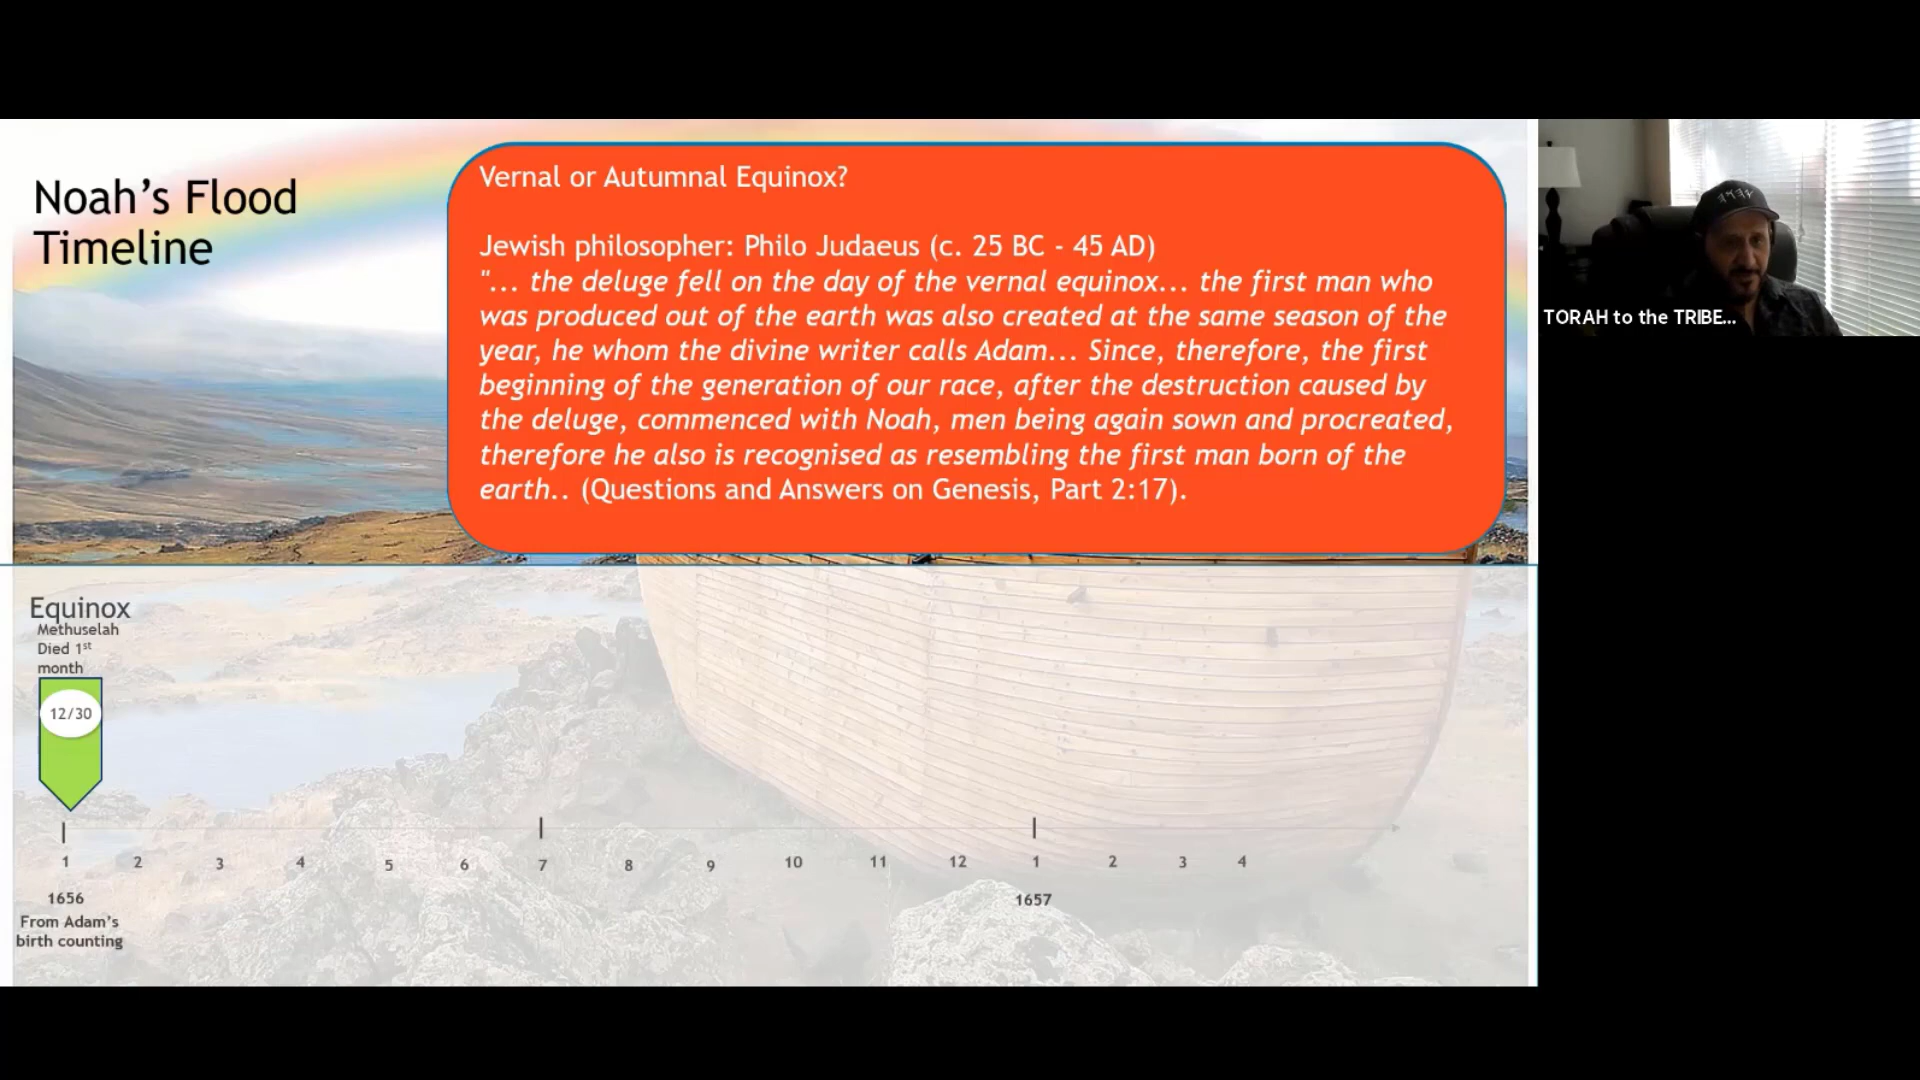 Noah’s Flood
Timeline
Vernal or Autumnal Equinox?
Jewish philosopher: Philo Judaeus (c. 25 BC - 45 AD)
"... the deluge fell on the day of the vernal equinox... the first man who
was produced out of the earth was also created at the same season of the
year, he whom the divine writer calls Adam... Since, therefore, the first
beginning of the generation of our race, after the destruction caused by
the deluge, commenced with Noah, men being again sown and procreated,
therefore he also is recognised as resembling the first man born of the
earth.. (Questions and Answers on Genesis, Part 2:17).
TORAH to the TRIBE...
Equinox
Methuselah
Died 1st
month
12/30
1 2 3 4 5 6 7 8 9 10 11 12 1 2 3 4
1656 1657
From Adam’s
birth counting